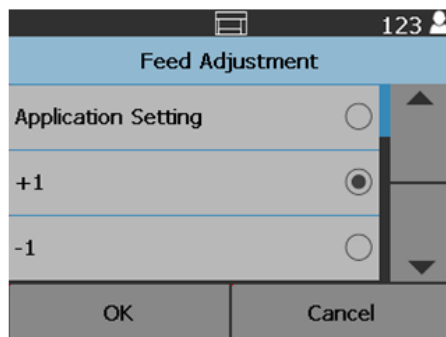 123
Feed Adjustment
Application Setting
+1
-1
OK
Cancel